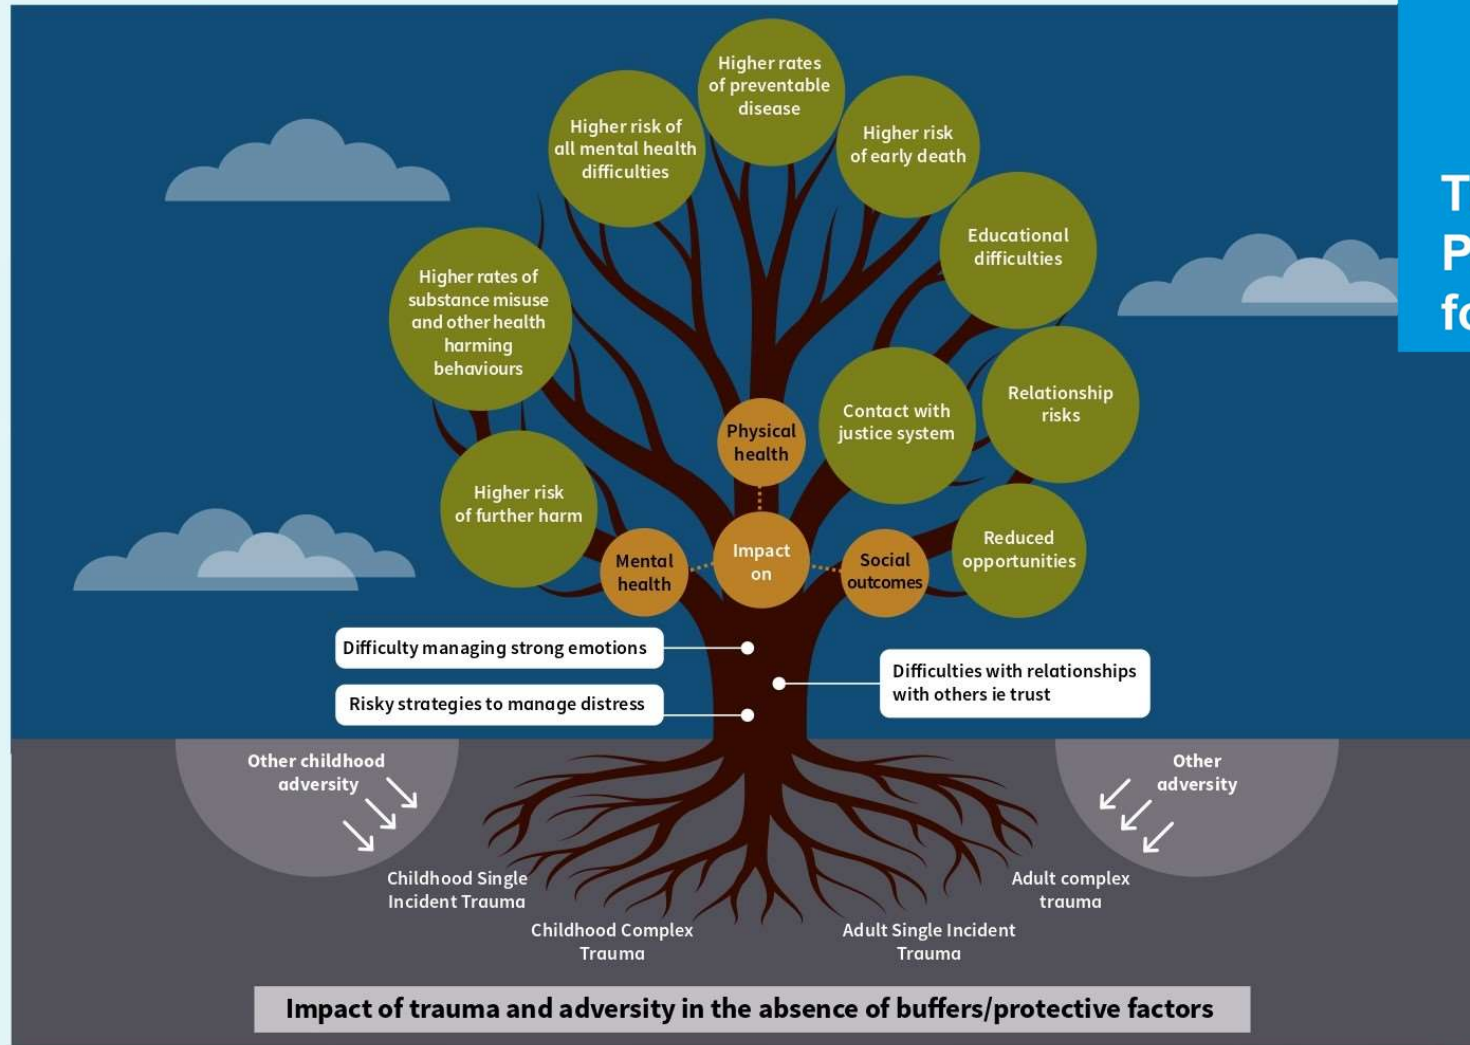 Higher rates
of preventable
disease
Higher risk of
all mental health
difficulties
Higher risk
of early death
Educational
difficulties
Higher rates of
substance misuse
and other health
harming
behaviours
Relationship
risks
Contact with
justice system
Physical
health
Higher risk
of further harm
Impact
on
Mental
health
Social
outcomes
Reduced
opportunities
Difficulty managing strong emotions
Difficulties with relationships
with others ie trust
Risky strategies to manage distress
Other childhood
adversity
Other
adversity
Childhood Single
Incident Trauma
Adult complex
trauma
Childhood Complex
Trauma
Adult Single Incident
Trauma
Impact of trauma and adversity in the absence of buffers/protective factors